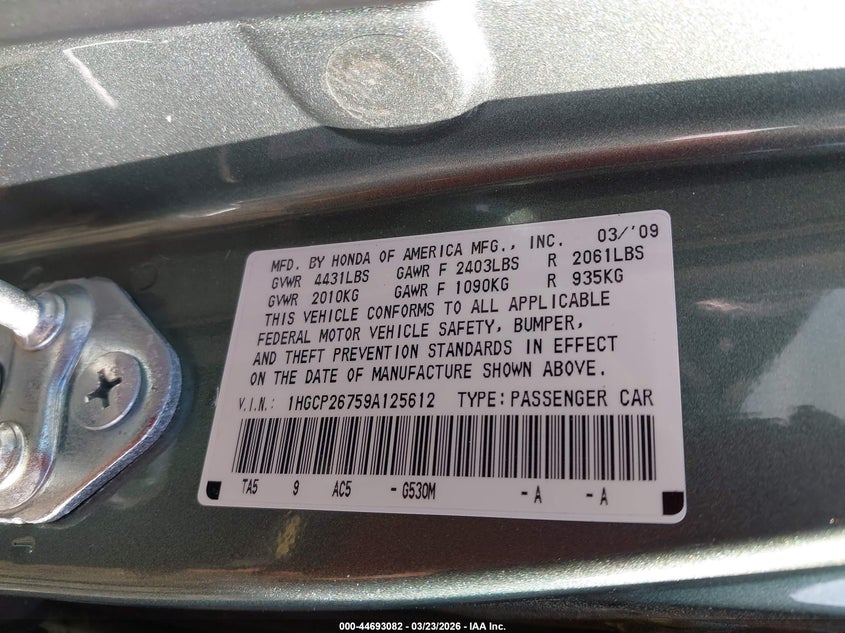 MFD. BY HONDA OF AMERICA MFG., INC. 03/'09
GVWR 4431LBS GAWR F 2403LBS R 2061LBS
GVWR 2010KG GAWR F 1090KG R 935KG
THIS VEHICLE CONFORMS TO ALL APPLICABLE
FEDERAL MOTOR VEHICLE SAFETY, BUMPER,
AND THEFT PREVENTION STANDARDS IN EFFECT
ON THE DATE OF MANUFACTURE SHOWN ABOVE.
V.I.N.: 1HGCP26759A125612 TYPE: PASSENGER CAR
TA5 9 AC5 - G530M - A - A
000-44693082 - 03/23/2026 - IAA Inc.